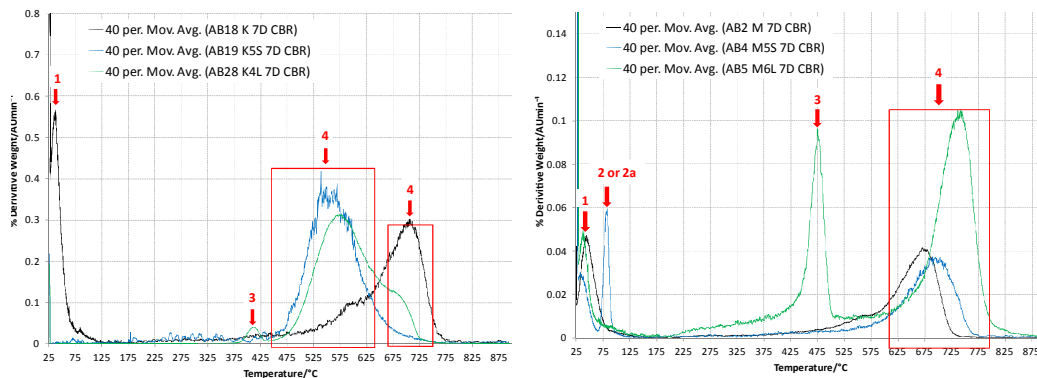 % Derivitive Weight/AUmin⁻¹
0.8
0.7
0.6
0.5
0.4
0.3
0.2
0.1
0
40 per. Mov. Avg. (AB18 K 7D CBR)
40 per. Mov. Avg. (AB19 K5S 7D CBR)
40 per. Mov. Avg. (AB28 K4L 7D CBR)
1
4
4
3
25 75 125 175 225 275 325 375 425 475 525 575 625 675 725 775 825 875
Temperature/°C
% Derivitive Weight/AUmin⁻¹
0.14
0.12
0.1
0.08
0.06
0.04
0.02
0
40 per. Mov. Avg. (AB2 M 7D CBR)
40 per. Mov. Avg. (AB4 M5S 7D CBR)
40 per. Mov. Avg. (AB5 M6L 7D CBR)
4
3
2 or 2a
1
25 75 125 175 225 275 325 375 425 475 525 575 625 675 725 775 825 875
Temperature/°C